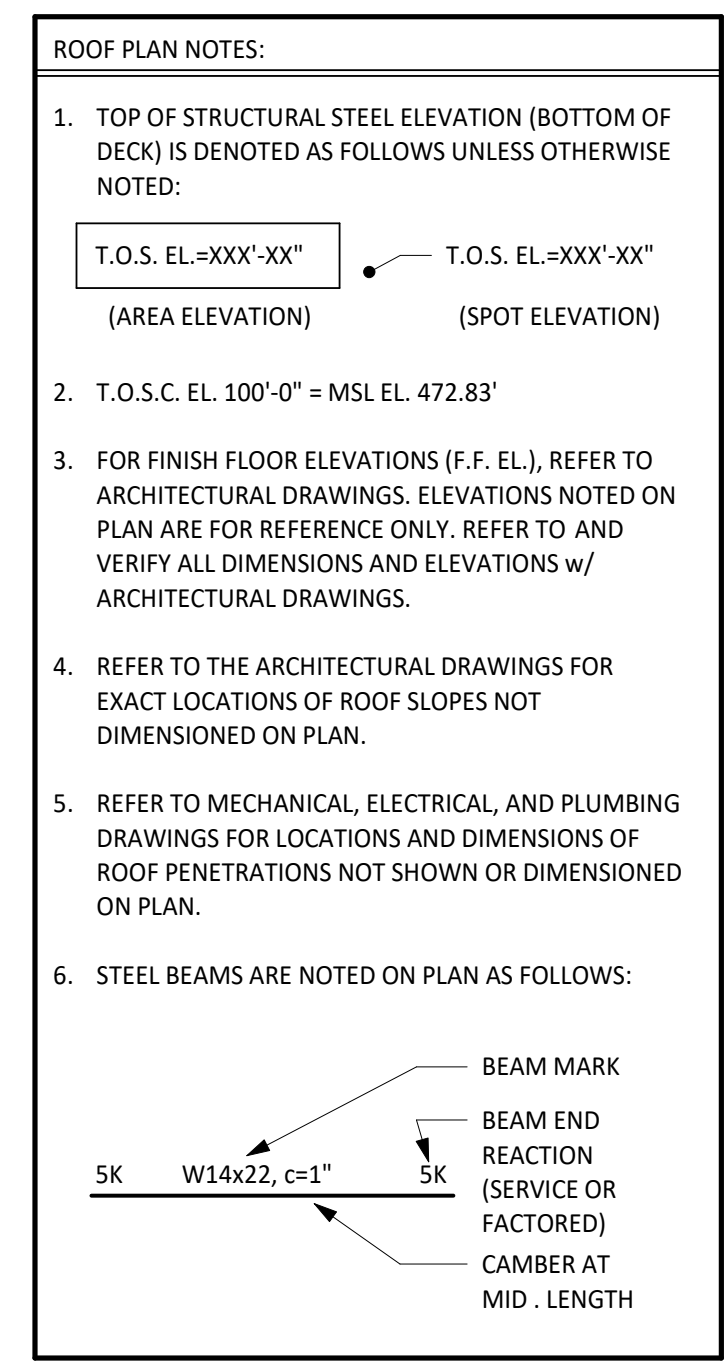 ROOF PLAN NOTES:
1. TOP OF STRUCTURAL STEEL ELEVATION (BOTTOM OF
DECK) IS DENOTED AS FOLLOWS UNLESS OTHERWISE
NOTED:
T.O.S. EL.=XXX'-XX" T.O.S. EL.=XXX'-XX"
(AREA ELEVATION) (SPOT ELEVATION)
2. T.O.S.C. EL. 100'-0" = MSL EL. 472.83'
3. FOR FINISH FLOOR ELEVATIONS (F.F. EL.), REFER TO
ARCHITECTURAL DRAWINGS. ELEVATIONS NOTED ON
PLAN ARE FOR REFERENCE ONLY. REFER TO AND
VERIFY ALL DIMENSIONS AND ELEVATIONS w/
ARCHITECTURAL DRAWINGS.
4. REFER TO THE ARCHITECTURAL DRAWINGS FOR
EXACT LOCATIONS OF ROOF SLOPES NOT
DIMENSIONED ON PLAN.
5. REFER TO MECHANICAL, ELECTRICAL, AND PLUMBING
DRAWINGS FOR LOCATIONS AND DIMENSIONS OF
ROOF PENETRATIONS NOT SHOWN OR DIMENSIONED
ON PLAN.
6. STEEL BEAMS ARE NOTED ON PLAN AS FOLLOWS:
BEAM MARK
BEAM END
REACTION
(SERVICE OR
FACTORED)
5K W14x22, c=1" 5K
CAMBER AT
MID . LENGTH